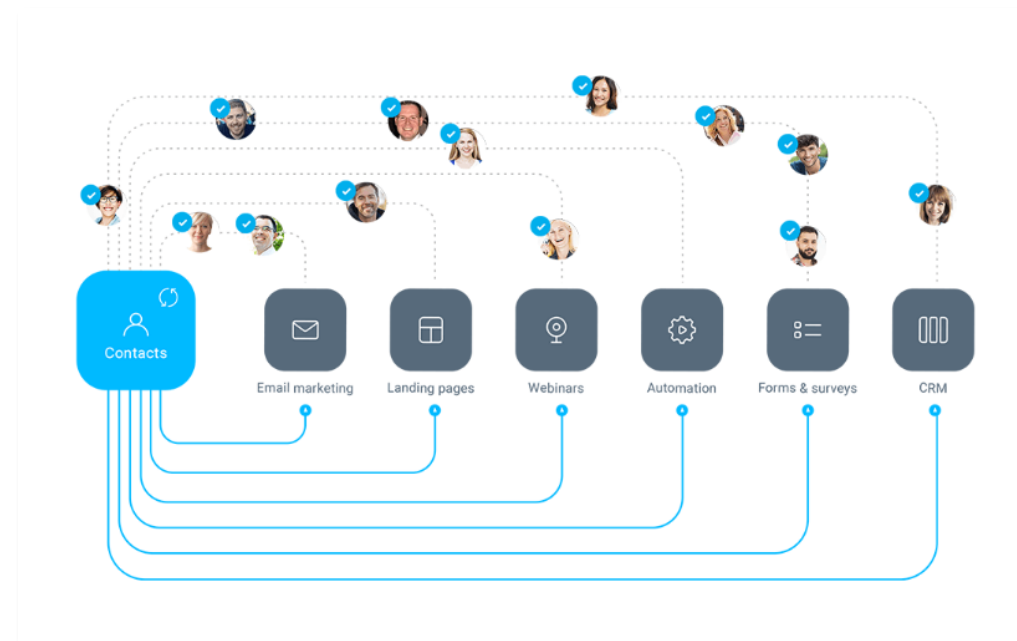 Contacts
Email marketing
Landing pages
Webinars
Automation
Forms & surveys
CRM